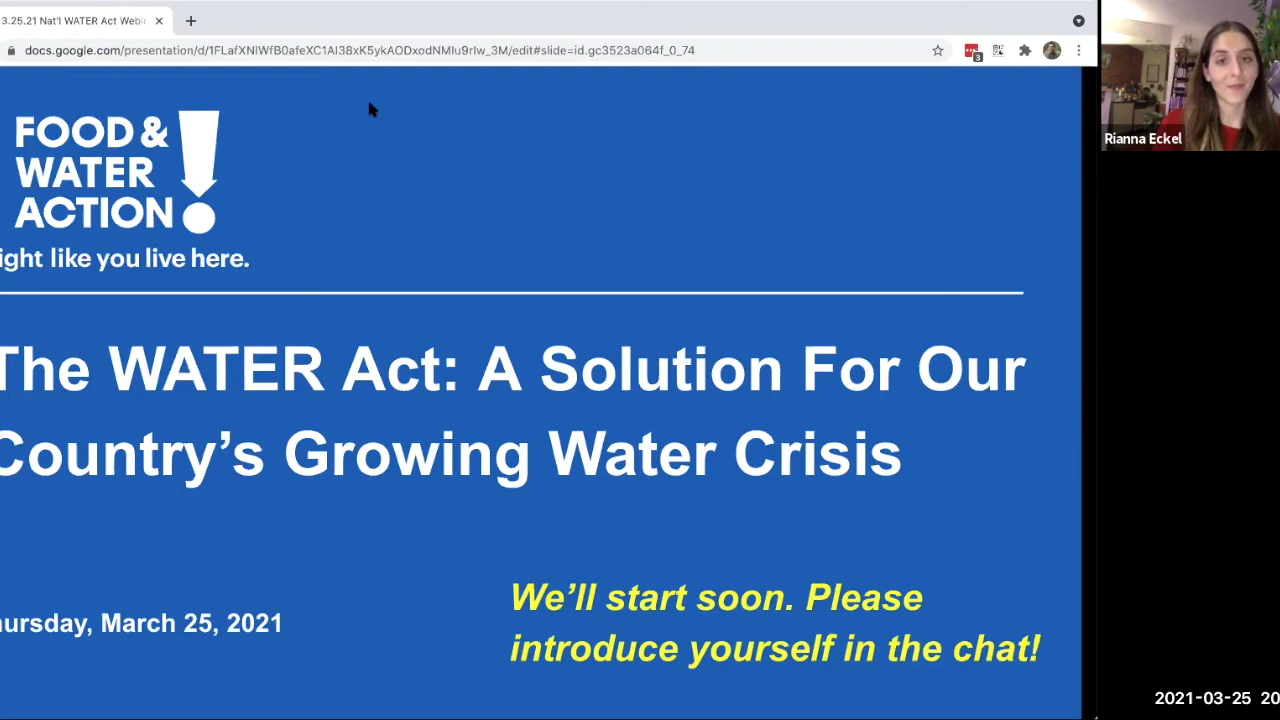 3.25.21 Nat'l WATER Act Webi
docs.google.com/presentation/d/1FLafXNIWfB0afeXC1AI38xK5ykAODxodNMIu9rIw_3M/edit#slide=id.gc3523a064f_0_74
3
Rianna Eckel
FOOD &
WATER
ACTION
ight like you live here.
The WATER Act: A Solution For Our
Country's Growing Water Crisis
We'll start soon. Please
introduce yourself in the chat!
hursday, March 25, 2021
2021-03-25 20